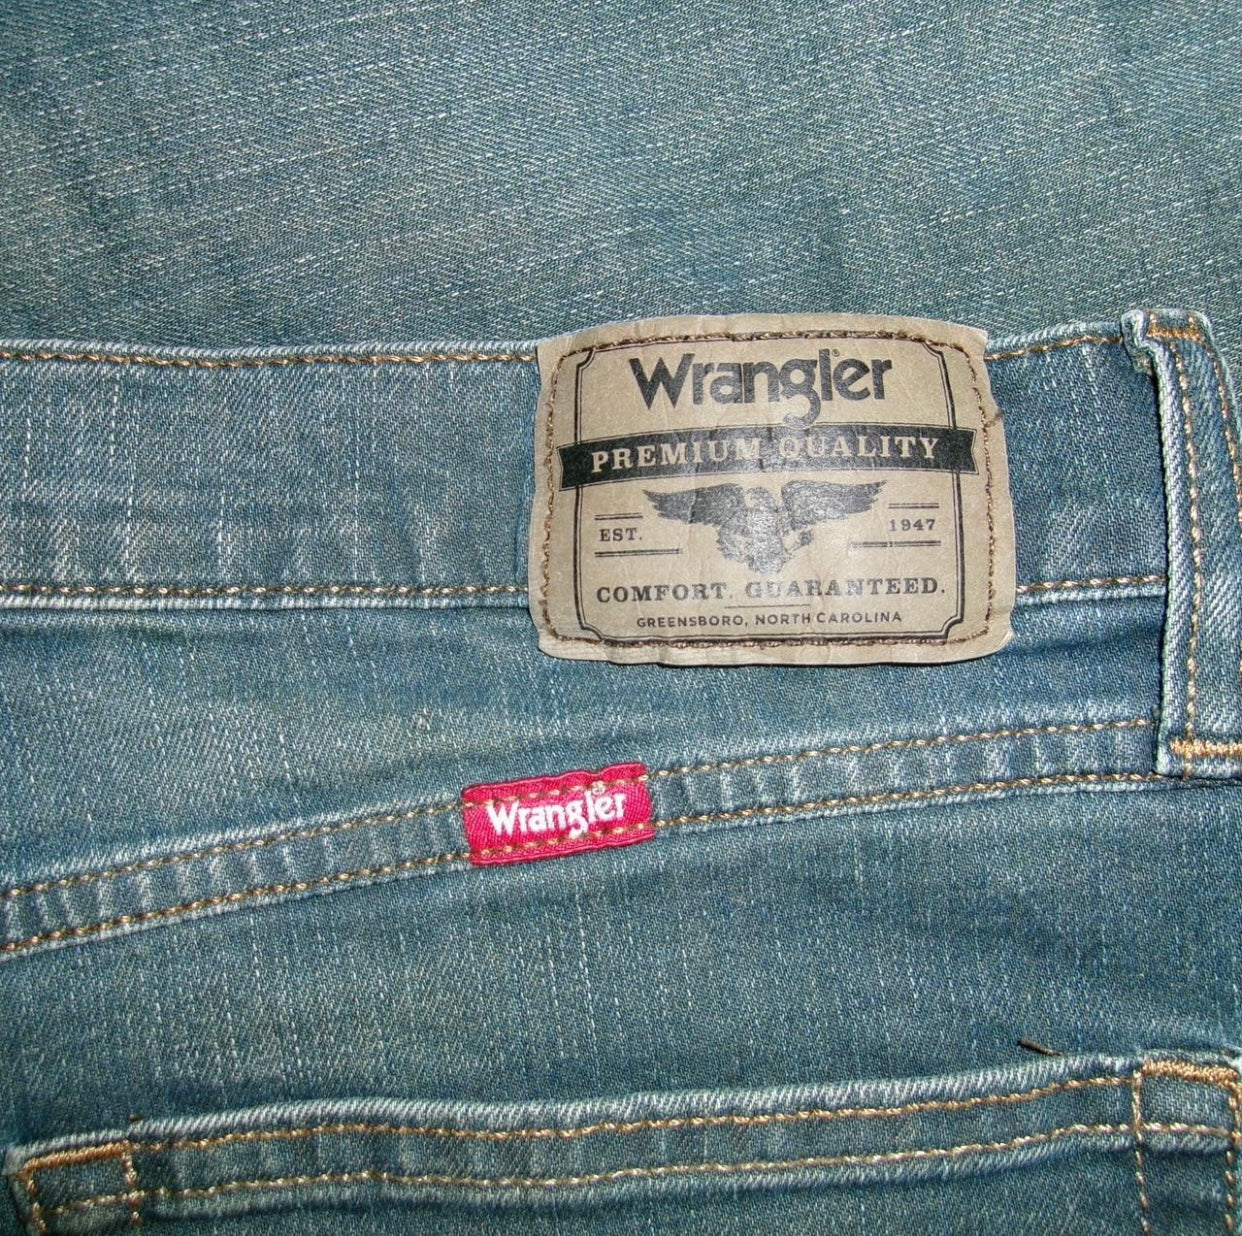 Wrangler
PREMIUM QUALITY
EST. 1947
COMFORT. GUARANTEED.
GREENSBORO, NORTH CAROLINA
Wrangler®